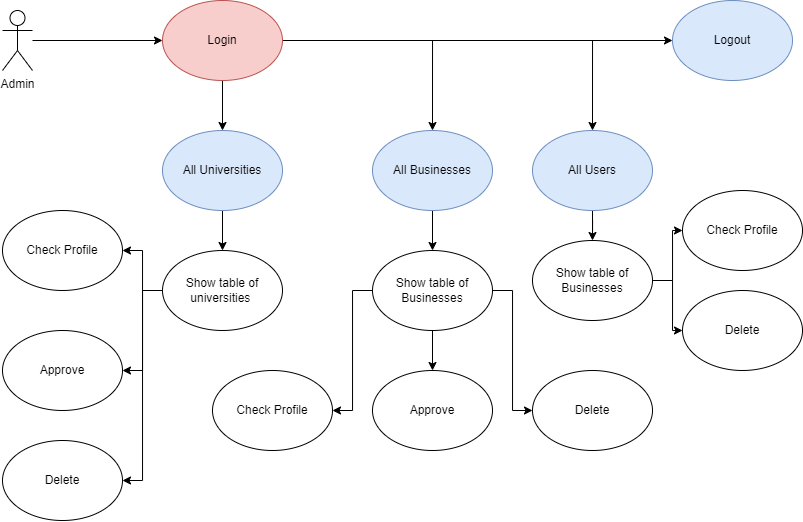 Login
Logout
Admin
All Universities
All Businesses
All Users
Check Profile
Show table of
universities
Show table of
Businesses
Show table of
Businesses
Check Profile
Delete
Approve
Check Profile
Approve
Delete
Delete